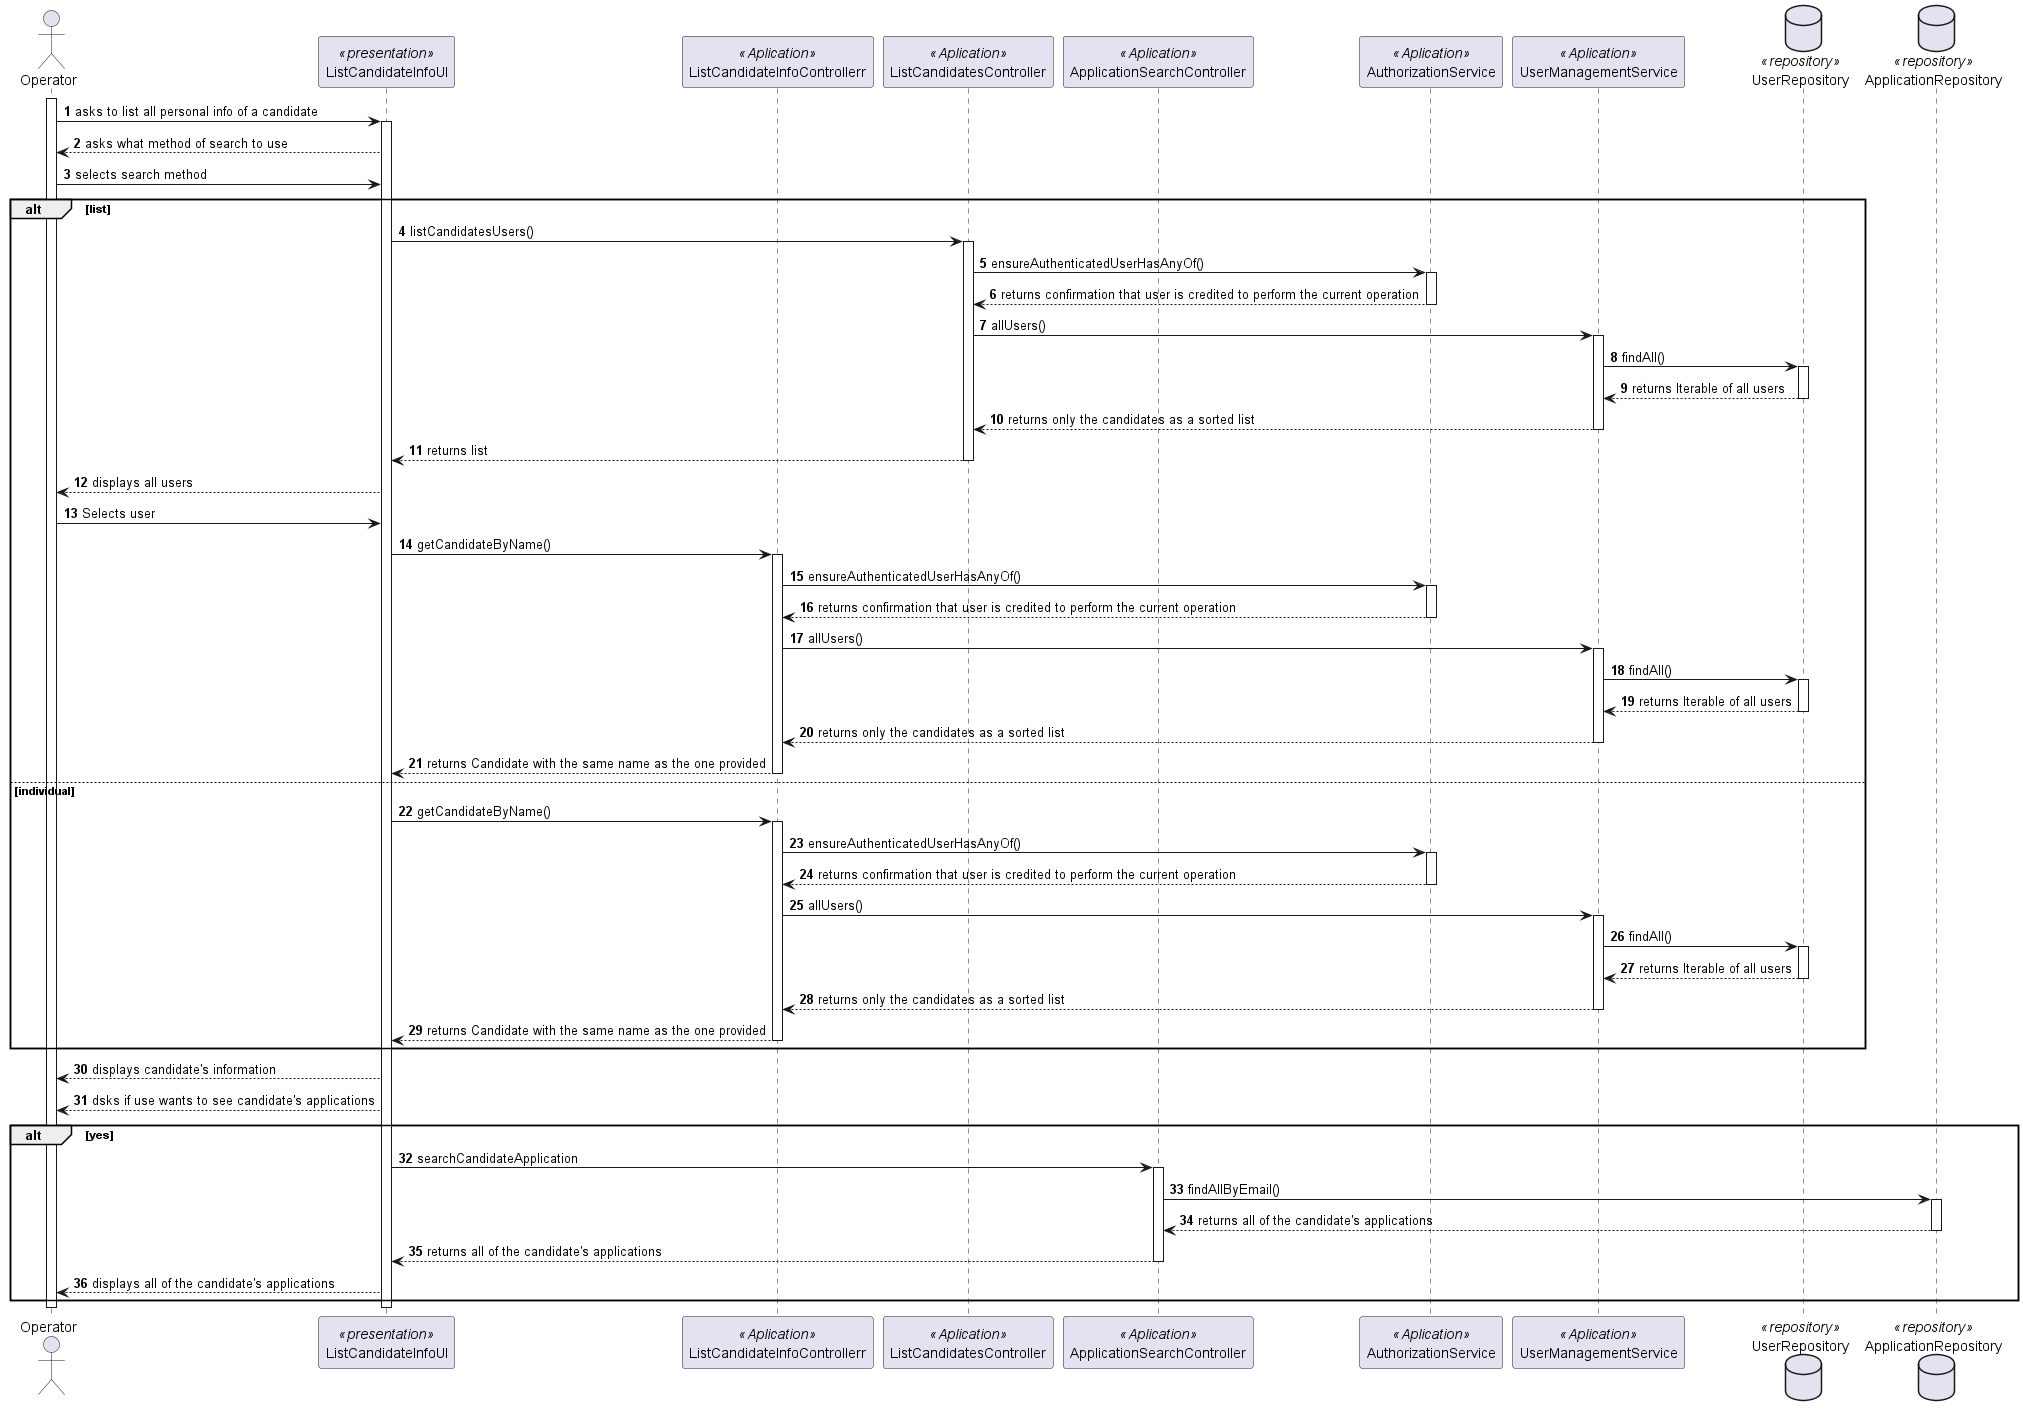 Operator
«presentation»
ListCandidateInfoUI
«Aplication»
ListCandidateInfoControllerr
«Aplication»
ListCandidatesController
«Aplication»
ApplicationSearchController
«Aplication»
AuthorizationService
«Aplication»
UserManagementService
«repository»
UserRepository
«repository»
ApplicationRepository
1 asks to list all personal info of a candidate
2 asks what method of search to use
3 selects search method
alt [list]
4 listCandidatesUsers()
5 ensureAuthenticatedUserHasAnyOf()
6 returns confirmation that user is credited to perform the current operation
7 allUsers()
8 findAll()
9 returns Iterable of all users
10 returns only the candidates as a sorted list
11 returns list
12 displays all users
13 Selects user
14 getCandidateByName()
15 ensureAuthenticatedUserHasAnyOf()
16 returns confirmation that user is credited to perform the current operation
17 allUsers()
18 findAll()
19 returns Iterable of all users
20 returns only the candidates as a sorted list
21 returns Candidate with the same name as the one provided
[individual]
22 getCandidateByName()
23 ensureAuthenticatedUserHasAnyOf()
24 returns confirmation that user is credited to perform the current operation
25 allUsers()
26 findAll()
27 returns Iterable of all users
28 returns only the candidates as a sorted list
29 returns Candidate with the same name as the one provided
30 displays candidate's information
31 dsks if use wants to see candidate's applications
alt [yes]
32 searchCandidateApplication
33 findAllByEmail()
34 returns all of the candidate's applications
35 returns all of the candidate's applications
36 displays all of the candidate's applications
Operator
«presentation»
ListCandidateInfoUI
«Aplication»
ListCandidateInfoControllerr
«Aplication»
ListCandidatesController
«Aplication»
ApplicationSearchController
«Aplication»
AuthorizationService
«Aplication»
UserManagementService
«repository»
UserRepository
«repository»
ApplicationRepository